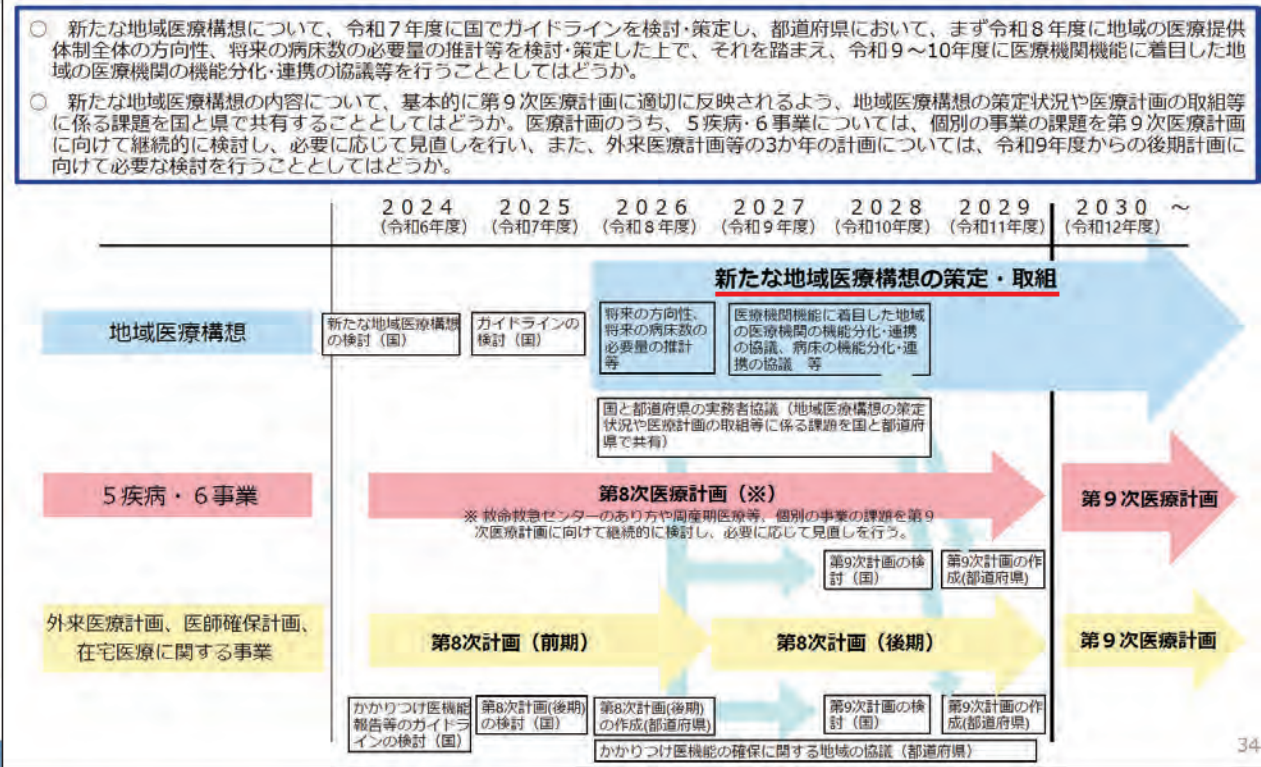 ○ 新たな地域医療構想について、令和７年度に国でガイドラインを検討・策定し、都道府県において、まず令和８年度に地域の医療提供
体制全体の方向性、将来の病床数の必要量の推計等を検討・策定した上で、それを踏まえ、令和９～10年度に医療機関機能に着目した地
域の医療機関の機能分化・連携の協議等を行うこととしてはどうか。
○ 新たな地域医療構想の内容について、基本的に第９次医療計画に適切に反映されるよう、地域医療構想の策定状況や医療計画の取組等
に係る課題を国と県で共有することとしてはどうか。医療計画のうち、５疾病・６事業については、個別の事業の課題を第９次医療計画
に向けて継続的に検討し、必要に応じて見直しを行い、また、外来医療計画等の3か年の計画については、令和9年度からの後期計画に
向けて必要な検討を行うこととしてはどうか。
２０２４ ２０２５ ２０２６ ２０２７ ２０２８ ２０２９ ２０３０ ～
（令和6年度） （令和7年度） （令和８年度） （令和９年度） （令和10年度） （令和11年度） （令和12年度）
新たな地域医療構想の策定・取組
地域医療構想
新たな地域医療構想
の検討（国）
ガイドラインの
検討（国）
将来の方向性、
将来の病床数の
必要量の推計
等
医療機関機能に着目した地域
の医療機関の機能分化・連携
の協議、病床の機能分化・連
携の協議 等
国と都道府県の実務者協議（地域医療構想の策定
状況や医療計画の取組等に係る課題を国と都道府
県で共有）
５疾病・６事業
第8次医療計画（※）
※ 救命救急センターのあり方や周産期医療等、個別の事業の課題を第９
次医療計画に向けて継続的に検討し、必要に応じて見直しを行う。
第９次医療計画
第9次計画の検
討（国）
第9次計画の作
成(都道府県)
外来医療計画、医師確保計画、
在宅医療に関する事業
第8次計画（前期）
第8次計画（後期）
第９次医療計画
かかりつけ医機能
報告等のガイドラ
インの検討（国）
第8次計画(後期)
の検討（国）
第8次計画(後期)
の作成(都道府県)
第9次計画の検
討（国）
第9次計画の作
成(都道府県)
かかりつけ医機能の確保に関する地域の協議（都道府県）
34